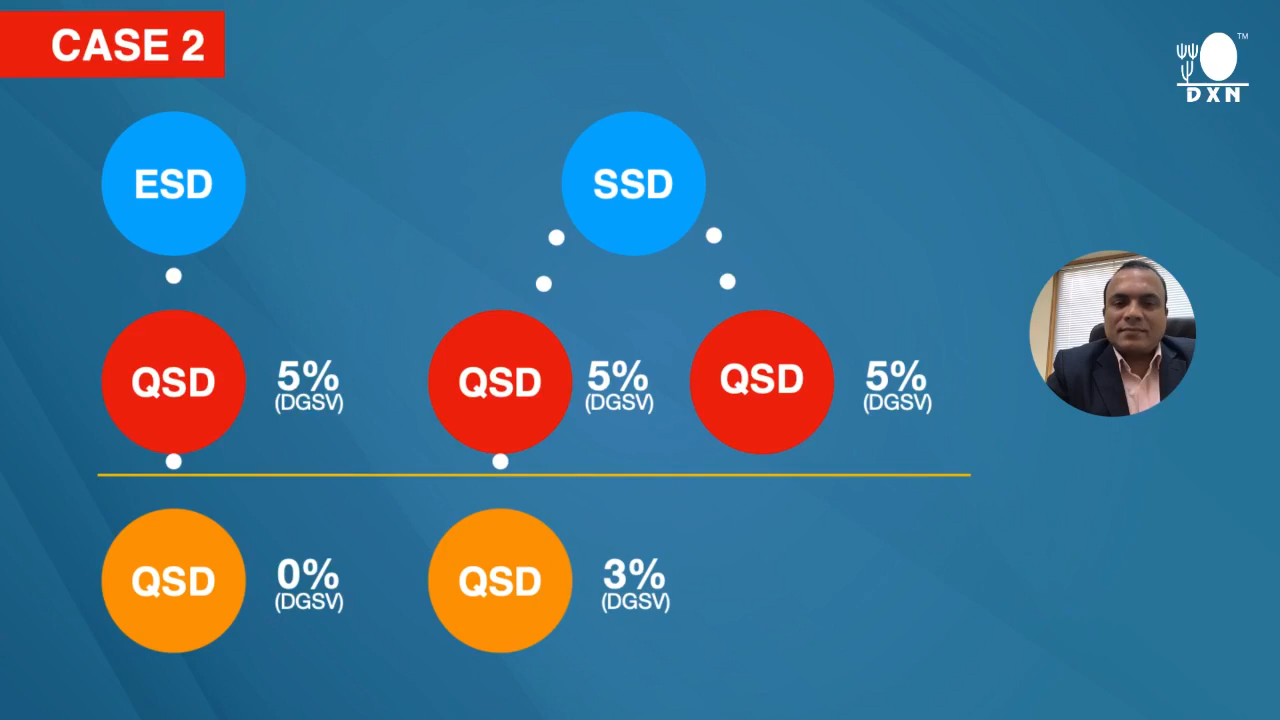 CASE 2
TM
DXN
ESD
SSD
QSD 5% QSD 5% QSD 5%
(DGSV) (DGSV) (DGSV)
QSD 0% QSD 3%
(DGSV) (DGSV)